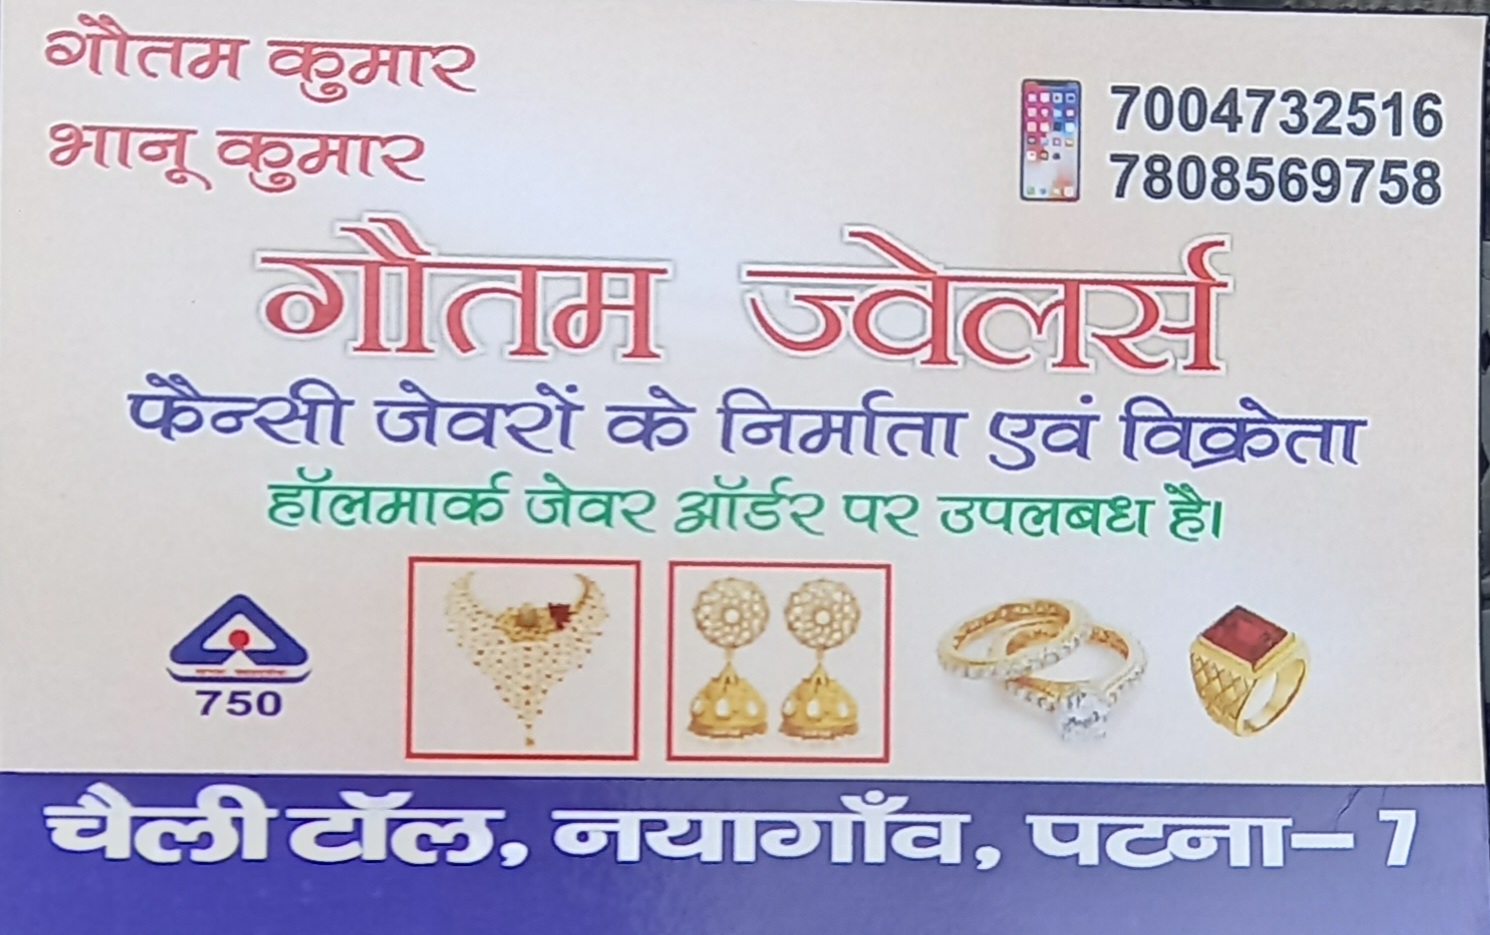 गौतम कुमार
भानू कुमार
7004732516
7808569758
गौतम ज्वेलर्स
फैन्सी जेवरों के निर्माता एवं विक्रेता
हॉलमार्क जेवर ऑर्डर पर उपलबध है।
750
चैली टॉल, नयागाँव, पटना– 7